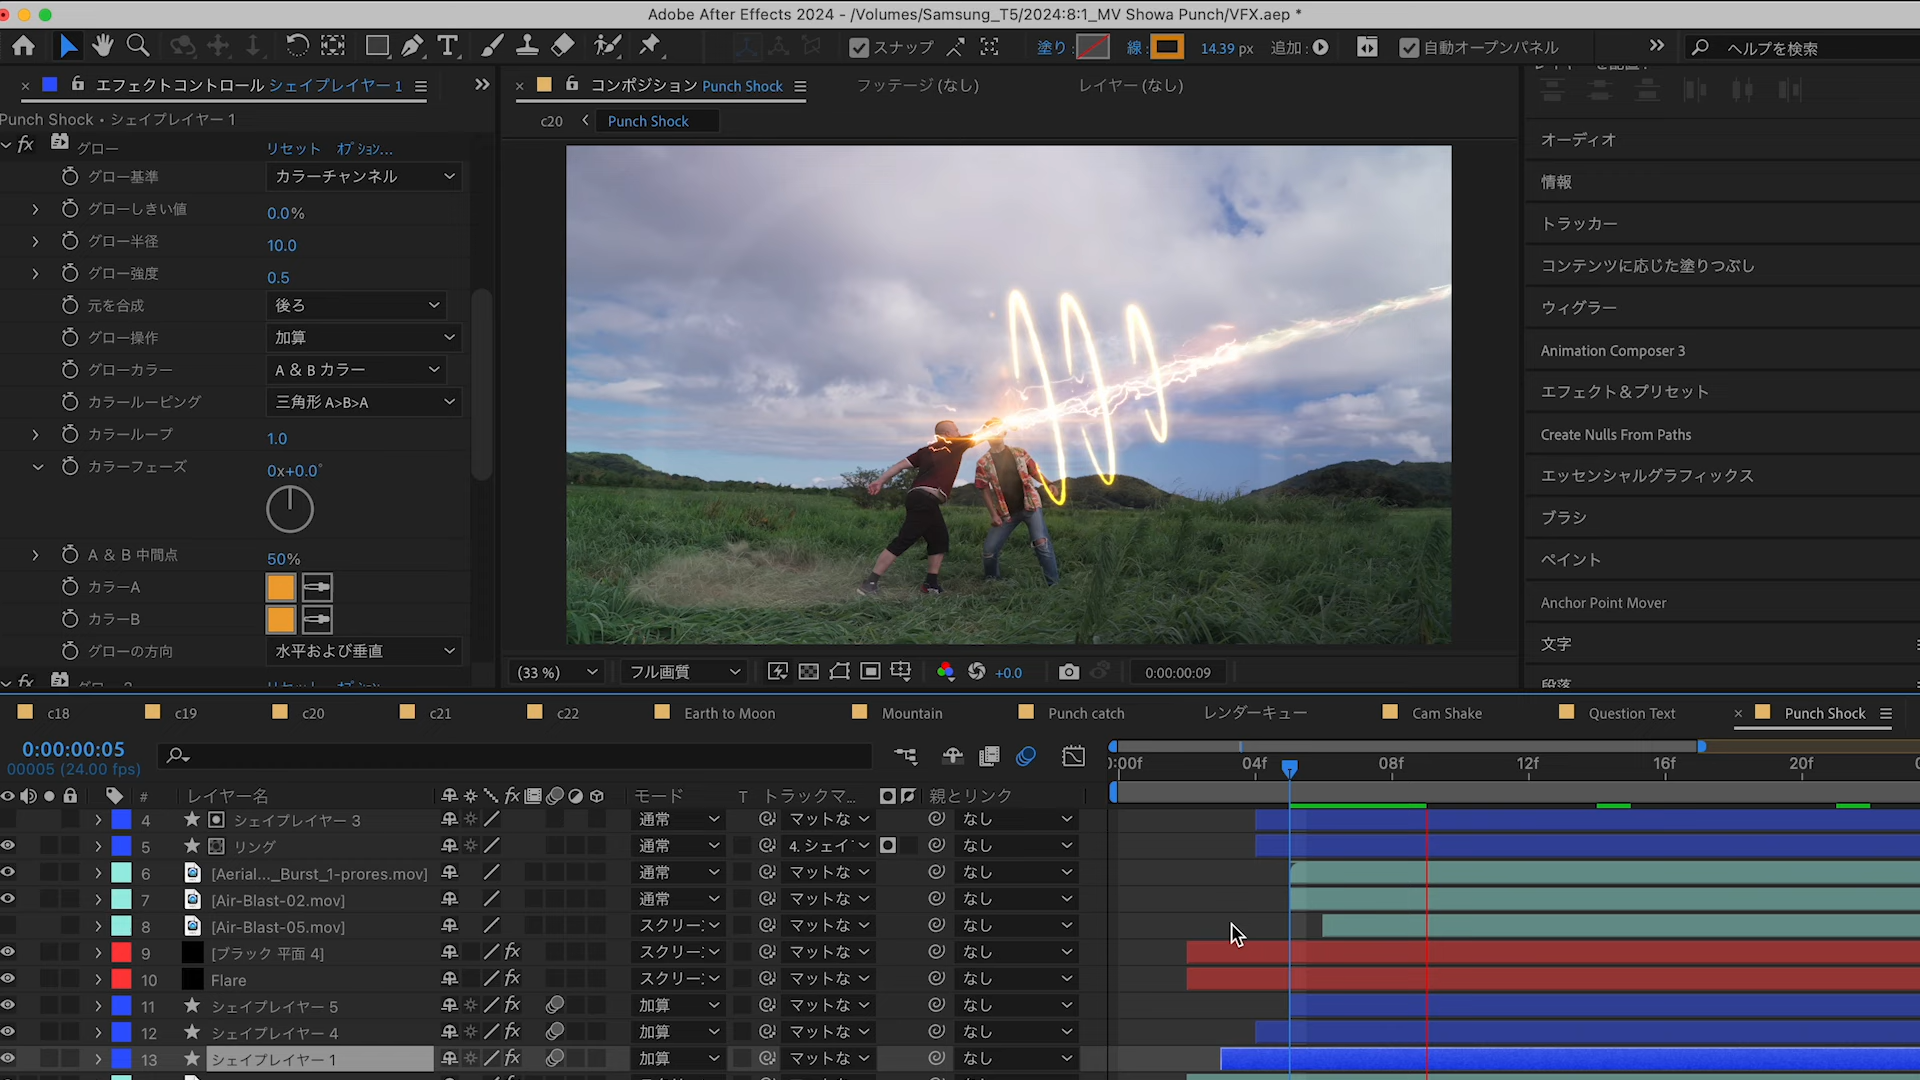 Adobe After Effects 2024 - /Volumes/Samsung_T5/2024:8:1_MV Showa Punch/VFX.aep *
スナップ 塗り: 線: 14.39 px 追加: 自動オープンパネル ヘルプを検索
エフェクトコントロール シェイプレイヤー 1
コンポジション Punch Shock フッテージ (なし) レイヤー (なし)
Punch Shock • シェイプレイヤー 1
c20 Punch Shock
fx グロー リセット オプション...
グロー基準 カラーチャンネル
グローしきい値 0.0%
グロー半径 10.0
グロー強度 0.5
元を合成 後ろ
グロー操作 加算
グローカラー A & B カラー
カラールーピング 三角形 A>B>A
カラーループ 1.0
カラーフェーズ 0x+0.0°
A & B 中間点 50%
カラーA
カラーB
グローの方向 水平および垂直
オーディオ
情報
トラッカー
コンテンツに応じた塗りつぶし
ウィグラー
Animation Composer 3
エフェクト＆プリセット
Create Nulls From Paths
エッセンシャルグラフィックス
ブラシ
ペイント
Anchor Point Mover
文字
段落
(33 %) フル画質 +0.0 0:00:00:09
c18 c19 c20 c21 c22 Earth to Moon Mountain Punch catch レンダーキュー Cam Shake Question Text Punch Shock
0:00:00:05
00005 (24.00 fps)
):00f 04f 08f 12f 16f 20f
# レイヤー名 fx モード T トラックマ... 親とリンク
4 シェイプレイヤー 3 通常 マットな なし
5 リング 通常 4. シェイ なし
6 [Aerial..._Burst_1-prores.mov] 通常 マットな なし
7 [Air-Blast-02.mov] 通常 マットな なし
8 [Air-Blast-05.mov] スクリー: マットな なし
9 [ブラック 平面 4] fx スクリー: マットな なし
10 Flare fx スクリー: マットな なし
11 シェイプレイヤー 5 fx 加算 マットな なし
12 シェイプレイヤー 4 fx 加算 マットな なし
13 シェイプレイヤー 1 fx 加算 マットな なし